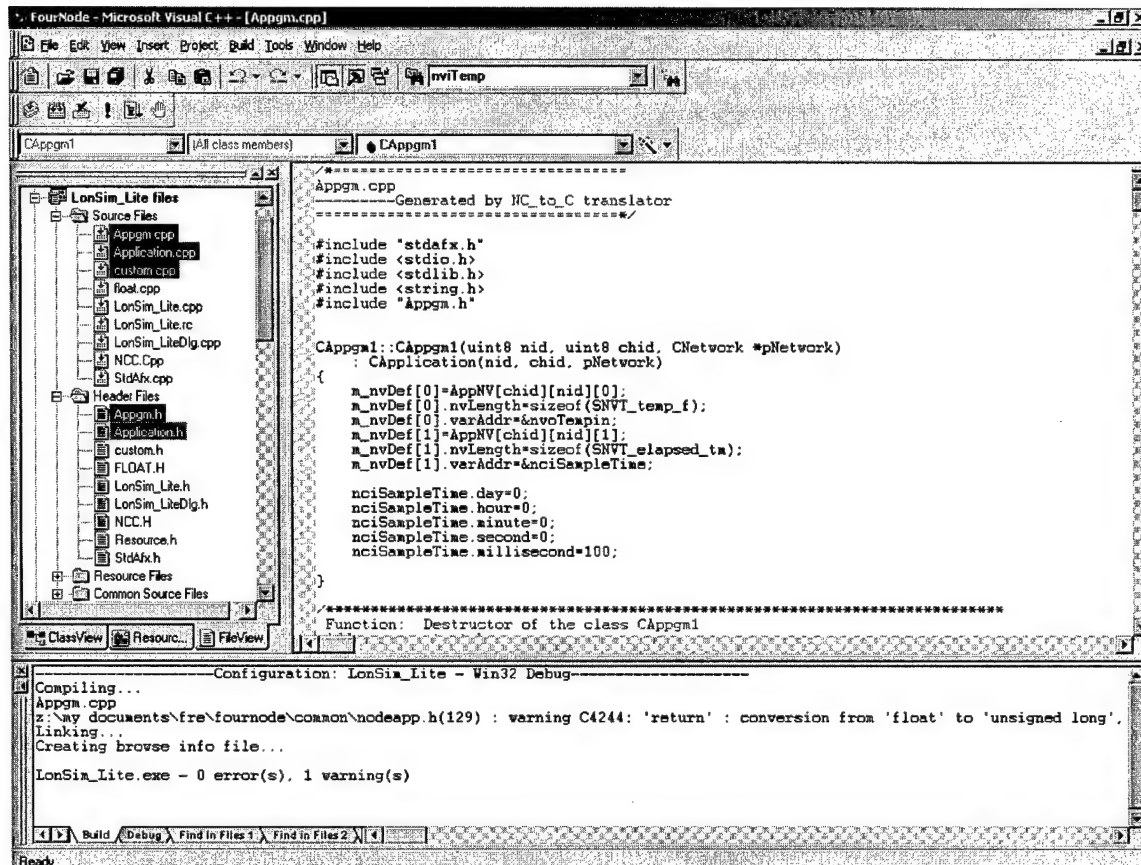 FourNode - Microsoft Visual C++ - [Appgm.cpp]
File Edit View Insert Project Build Tools Window Help
nviTemp
CAppgm1 (All class members) CAppgm1
LonSim_Lite files
Source Files
Appgm.cpp
Application.cpp
custom.cpp
float.cpp
LonSim_Lite.cpp
LonSim_Lite.rc
LonSim_LiteDlg.cpp
NCC.Cpp
StdAfx.cpp
Header Files
Appgm.h
Application.h
custom.h
FLOAT.H
LonSim_Lite.h
LonSim_LiteDlg.h
NCC.H
Resource.h
StdAfx.h
Resource Files
Common Source Files
ClassView Resourc... FileView
/*================================
Appgm.cpp
---------Generated by NC_to_C translator
=================================*/
#include "stdafx.h"
#include <stdio.h>
#include <stdlib.h>
#include <string.h>
#include "Appgm.h"
CAppgm1::CAppgm1(uint8 nid, uint8 chid, CNetwork *pNetwork)
: CApplication(nid, chid, pNetwork)
{
m_nvDef[0]=AppNV[chid][nid][0];
m_nvDef[0].nvLength=sizeof(SNVT_temp_f);
m_nvDef[0].varAddr=&nvoTempin;
m_nvDef[1]=AppNV[chid][nid][1];
m_nvDef[1].nvLength=sizeof(SNVT_elapsed_tm);
m_nvDef[1].varAddr=&nciSampleTime;
nciSampleTime.day=0;
nciSampleTime.hour=0;
nciSampleTime.minute=0;
nciSampleTime.second=0;
nciSampleTime.millisecond=100;
}
/***************************************************************************
Function: Destructor of the class CAppgm1
--------------------Configuration: LonSim_Lite - Win32 Debug--------------------
Compiling...
Appgm.cpp
z:\my documents\fre\fournode\common\nodeapp.h(129) : warning C4244: 'return' : conversion from 'float' to 'unsigned long',
Linking...
Creating browse info file...
LonSim_Lite.exe - 0 error(s), 1 warning(s)
Build Debug Find in Files 1 Find in Files 2
Ready